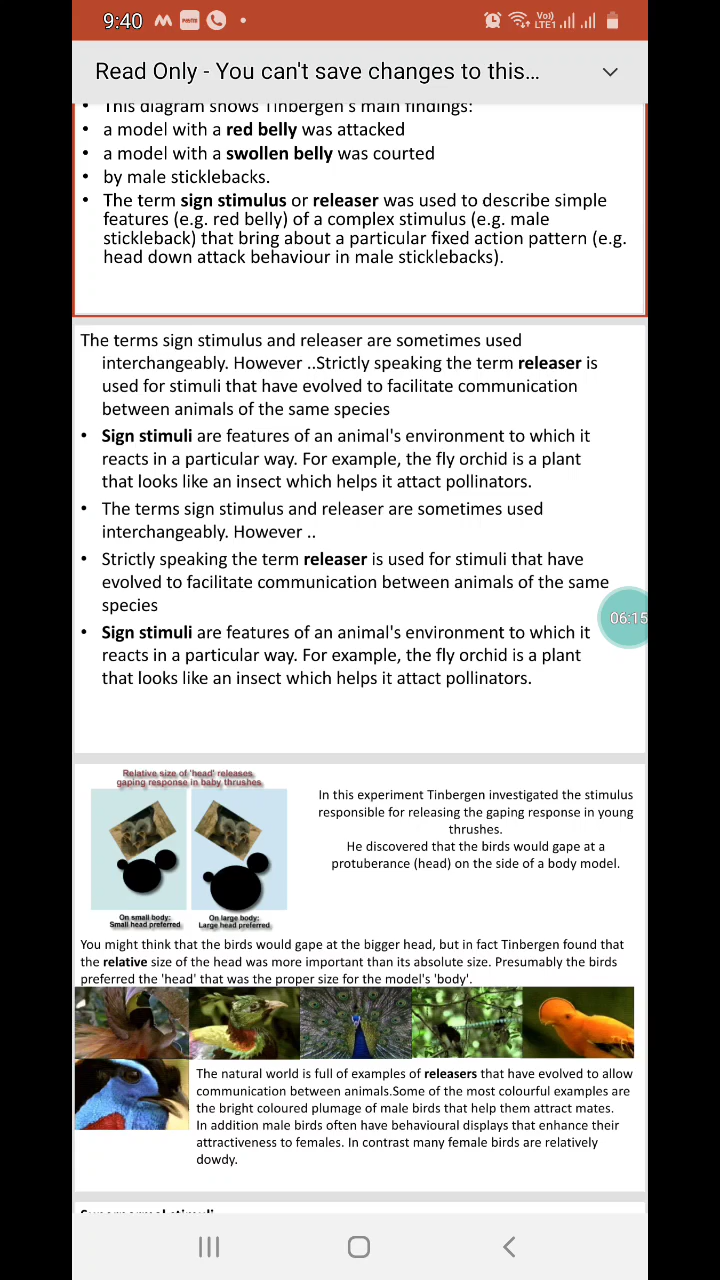 9:40
paytm
Vo))
LTE1
Read Only - You can't save changes to this...
• This diagram shows Tinbergen's main findings:
• a model with a red belly was attacked
• a model with a swollen belly was courted
• by male sticklebacks.
• The term sign stimulus or releaser was used to describe simple
features (e.g. red belly) of a complex stimulus (e.g. male
stickleback) that bring about a particular fixed action pattern (e.g.
head down attack behaviour in male sticklebacks).
The terms sign stimulus and releaser are sometimes used
interchangeably. However ..Strictly speaking the term releaser is
used for stimuli that have evolved to facilitate communication
between animals of the same species
• Sign stimuli are features of an animal's environment to which it
reacts in a particular way. For example, the fly orchid is a plant
that looks like an insect which helps it attact pollinators.
• The terms sign stimulus and releaser are sometimes used
interchangeably. However ..
• Strictly speaking the term releaser is used for stimuli that have
evolved to facilitate communication between animals of the same
species
06:15
• Sign stimuli are features of an animal's environment to which it
reacts in a particular way. For example, the fly orchid is a plant
that looks like an insect which helps it attact pollinators.
Relative size of 'head' releases
gaping response in baby thrushes
On small body:
Small head preferred
On large body:
Large head preferred
In this experiment Tinbergen investigated the stimulus
responsible for releasing the gaping response in young
thrushes.
He discovered that the birds would gape at a
protuberance (head) on the side of a body model.
You might think that the birds would gape at the bigger head, but in fact Tinbergen found that
the relative size of the head was more important than its absolute size. Presumably the birds
preferred the 'head' that was the proper size for the model's 'body'.
The natural world is full of examples of releasers that have evolved to allow
communication between animals.Some of the most colourful examples are
the bright coloured plumage of male birds that help them attract mates.
In addition male birds often have behavioural displays that enhance their
attractiveness to females. In contrast many female birds are relatively
dowdy.
Supernormal stimuli